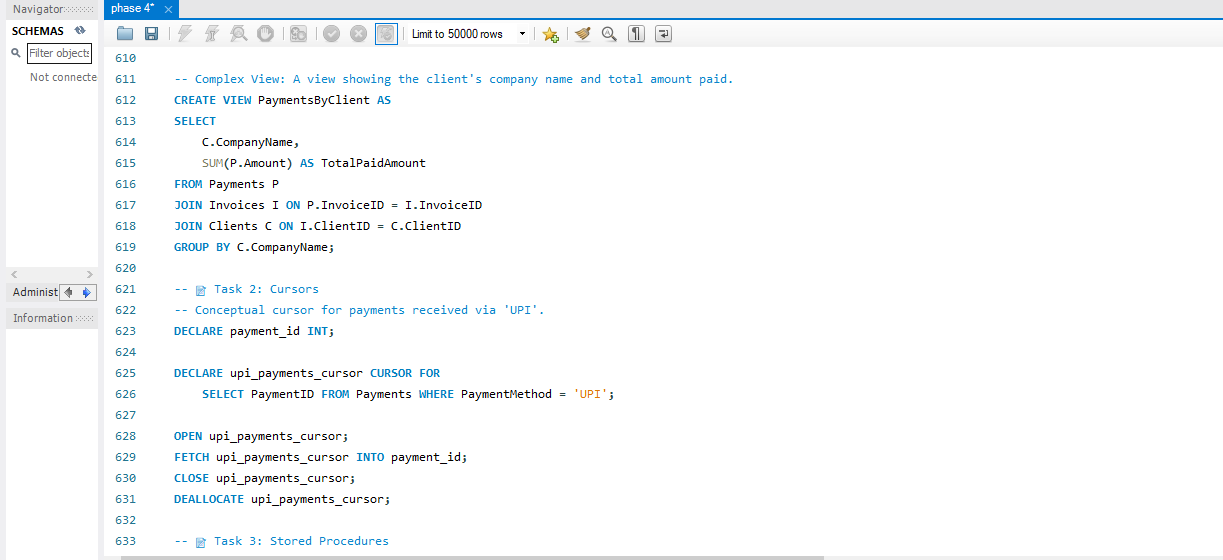 Navigator
phase 4*
SCHEMAS
Limit to 50000 rows
Filter objects
Not connecte
610
611 -- Complex View: A view showing the client's company name and total amount paid.
612 CREATE VIEW PaymentsByClient AS
613 SELECT
614 C.CompanyName,
615 SUM(P.Amount) AS TotalPaidAmount
616 FROM Payments P
617 JOIN Invoices I ON P.InvoiceID = I.InvoiceID
618 JOIN Clients C ON I.ClientID = C.ClientID
619 GROUP BY C.CompanyName;
620
Administ
621 -- 📝 Task 2: Cursors
Information
622 -- Conceptual cursor for payments received via 'UPI'.
623 DECLARE payment_id INT;
624
625 DECLARE upi_payments_cursor CURSOR FOR
626 SELECT PaymentID FROM Payments WHERE PaymentMethod = 'UPI';
627
628 OPEN upi_payments_cursor;
629 FETCH upi_payments_cursor INTO payment_id;
630 CLOSE upi_payments_cursor;
631 DEALLOCATE upi_payments_cursor;
632
633 -- 📝 Task 3: Stored Procedures